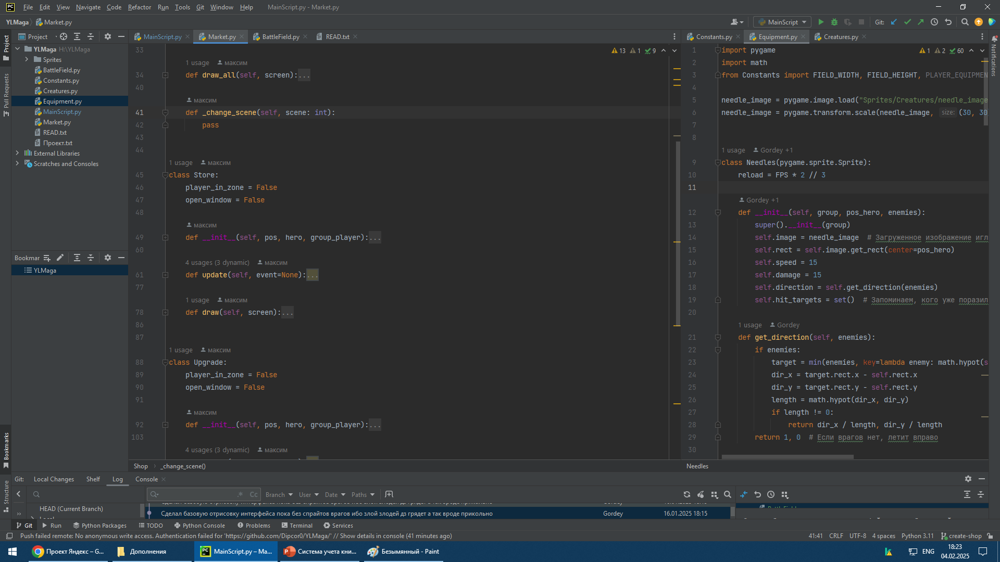 File Edit View Navigate Code Refactor Run Tools Git Window Help MainScript.py - Market.py
YLMaga Market.py
MainScript
Git:
Project
MainScript.py Market.py BattleField.py READ.txt
Constants.py Equipment.py Creatures.py
Project
Pull Requests
Bookmarks
Structure
Notifications
YLMaga H:\YLMaga
Sprites
BattleField.py
Constants.py
Creatures.py
Equipment.py
MainScript.py
Market.py
READ.txt
Проект.txt
External Libraries
Scratches and Consoles
Bookmar
YLMaga
13 1 9
33
1 usage максим
34 def draw_all(self, screen):...
40
максим
41 def _change_scene(self, scene: int):
42 pass
43
44
1 usage максим
45 class Store:
46 player_in_zone = False
47 open_window = False
48
максим
49 def __init__(self, pos, hero, group_player):...
60
4 usages (3 dynamic) максим
61 def update(self, event=None):...
77
1 usage максим
78 def draw(self, screen):...
86
87
1 usage максим
88 class Upgrade:
89 player_in_zone = False
90 open_window = False
91
максим
92 def __init__(self, pos, hero, group_player):...
103
4 usages (3 dynamic) максим
Shop _change_scene()
1 2 60
1 import pygame
2 import math
3 from Constants import FIELD_WIDTH, FIELD_HEIGHT, PLAYER_EQUIPMEN
4
5 needle_image = pygame.image.load("Sprites/Creatures/needle_image
6 needle_image = pygame.transform.scale(needle_image, size: (30, 30
7
8
1 usage Gordey +1
9 class Needles(pygame.sprite.Sprite):
10 reload = FPS * 2 // 3
11
Gordey +1
12 def __init__(self, group, pos_hero, enemies):
13 super().__init__(group)
14 self.image = needle_image # Загруженное изображение игл
15 self.rect = self.image.get_rect(center=pos_hero)
16 self.speed = 15
17 self.damage = 15
18 self.direction = self.get_direction(enemies)
19 self.hit_targets = set() # Запоминаем, кого уже поразил
20
1 usage Gordey
21 def get_direction(self, enemies):
22 if enemies:
23 target = min(enemies, key=lambda enemy: math.hypot(s
24 dir_x = target.rect.x - self.rect.x
25 dir_y = target.rect.y - self.rect.y
26 length = math.hypot(dir_x, dir_y)
27 if length != 0:
28 return dir_x / length, dir_y / length
29 return 1, 0 # Если врагов нет, летит вправо
30
Needles
Git: Local Changes Shelf Log Console
Cc Branch User Date Paths
HEAD (Current Branch)
Local
Сделал базовую отрисовку интерфейса пока без спрайтов врагов ибо злой злодей дз грядет а так вроде прикольно Gordey 16.01.2025 18:15
Git Run Python Packages TODO Python Console Problems Terminal Services
Push failed remote: No anonymous write access. Authentication failed for 'https://github.com/Dipcor0/YLMaga/' // Show details in console (41 minutes ago)
41:41 CRLF UTF-8 4 spaces Python 3.11 create-shop
Проект Яндекс – G... Дополнения MainScript.py – Ma... Система учета кни... Безымянный - Paint
ENG 18:23
04.02.2025